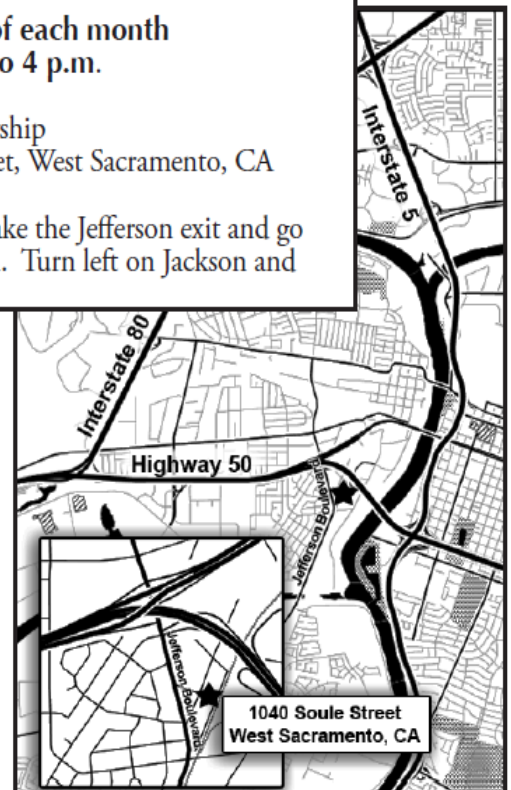 of each month
o 4 p.m.
ship
et, West Sacramento, CA
ake the Jefferson exit and go
. Turn left on Jackson and
Interstate 5
Interstate 80
Highway 50
Jefferson Boulevard
Jefferson Boulevard
1040 Soule Street
West Sacramento, CA